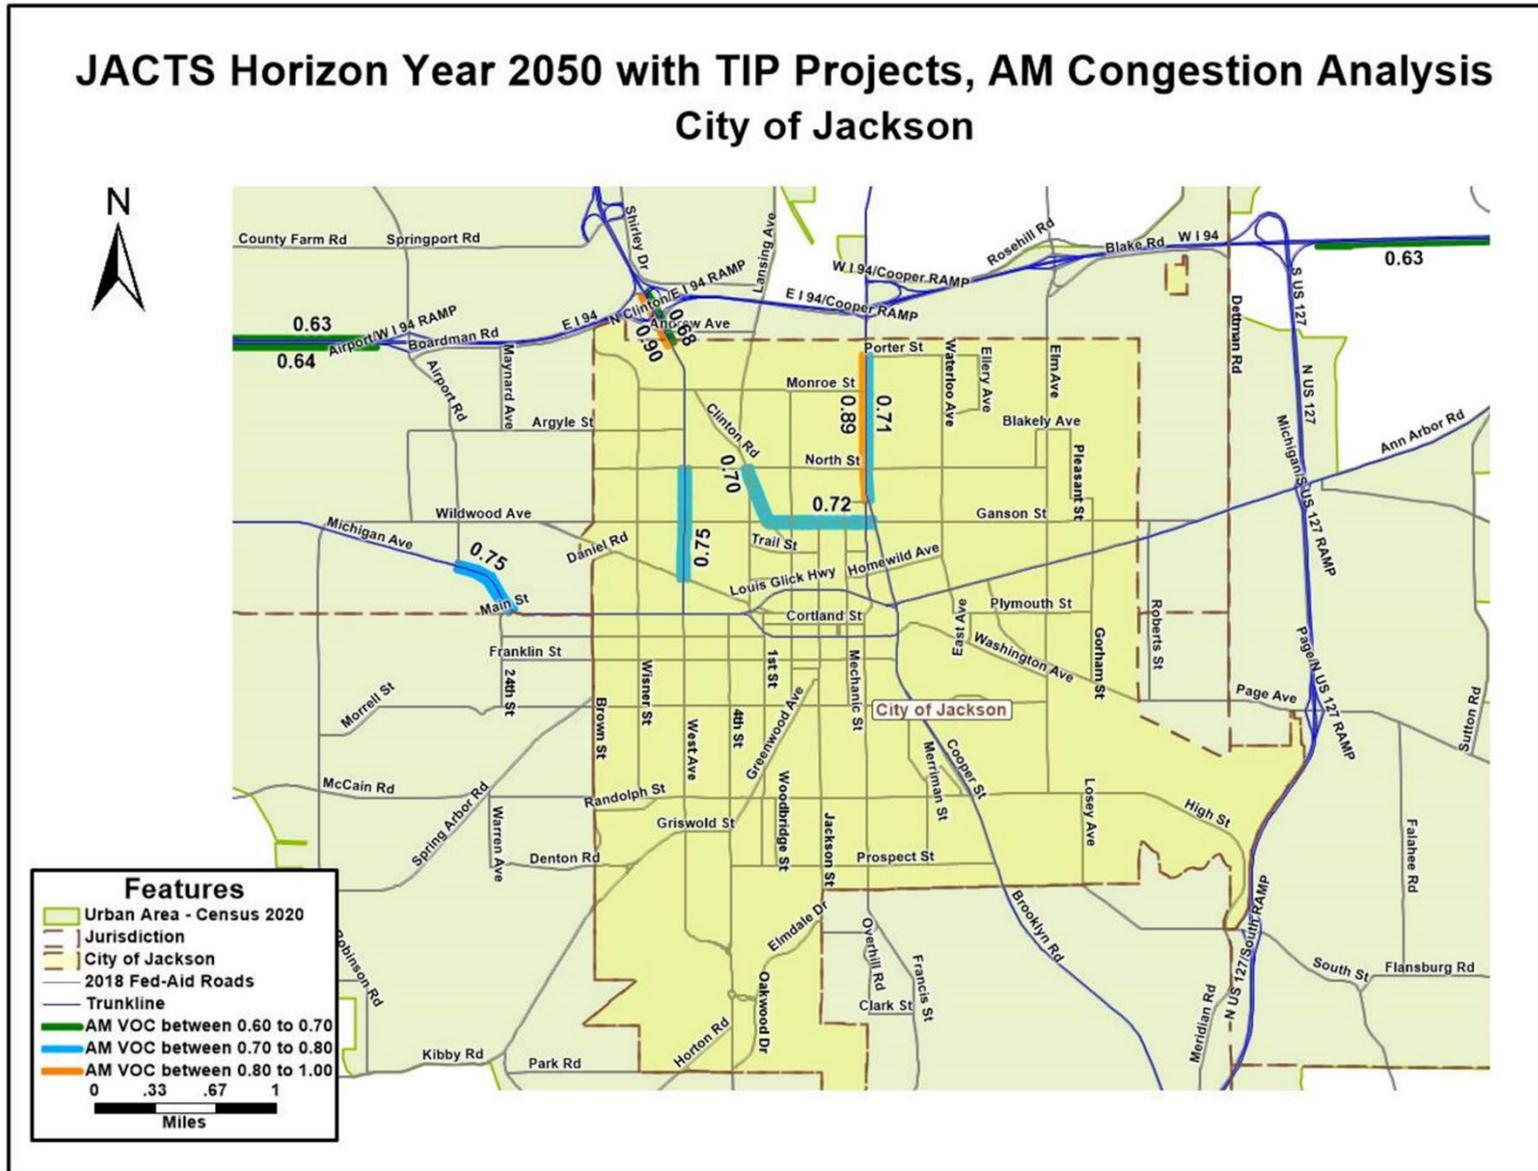 JACTS Horizon Year 2050 with TIP Projects, AM Congestion Analysis
City of Jackson
N
County Farm Rd
Springport Rd
Shirley Dr
Lansing Ave
Rosehill Rd
Blake Rd
W I 94
0.63
W I 94/Cooper RAMP
E I 94/Cooper RAMP
N Clinton/E I 94 RAMP
E I 94
S US 127
Dettman Rd
0.63
0.64
Airport/W I 94 RAMP
Boardman Rd
Andrew Ave
0.68
0.90
Porter St
Maynard Ave
Airport Rd
Monroe St
0.89
0.71
Waterloo Ave
Ellery Ave
Elm Ave
N US 127
Argyle St
Clinton Rd
Blakely Ave
Pleasant St
Ann Arbor Rd
Michigan/S US 127 RAMP
North St
0.70
0.72
Wildwood Ave
Ganson St
Michigan Ave
0.75
Daniel Rd
0.75
Trail St
Homewild Ave
Louis Glick Hwy
Main St
Cortland St
Plymouth St
East Ave
Washington Ave
Gorham St
Roberts St
Franklin St
24th St
Morrell St
Brown St
Wisner St
West Ave
1st St
4th St
Greenwood Ave
Mechanic St
City of Jackson
Page Ave
Page/N US 127 RAMP
Sutton Rd
McCain Rd
Spring Arbor Rd
Warren Ave
Randolph St
Griswold St
Woodbridge St
Jackson St
Merriman St
Cooper St
Losey Ave
High St
Falahee Rd
Denton Rd
Prospect St
Elmdale Dr
Oakwood Dr
Overhill Rd
Francis St
Clark St
Brooklyn Rd
N US 127/South RAMP
Meridian Rd
South St
Flansburg Rd
Robinson Rd
Kibby Rd
Park Rd
Horton Rd
Features
Urban Area - Census 2020
Jurisdiction
City of Jackson
2018 Fed-Aid Roads
Trunkline
AM VOC between 0.60 to 0.70
AM VOC between 0.70 to 0.80
AM VOC between 0.80 to 1.00
0 .33 .67 1
Miles